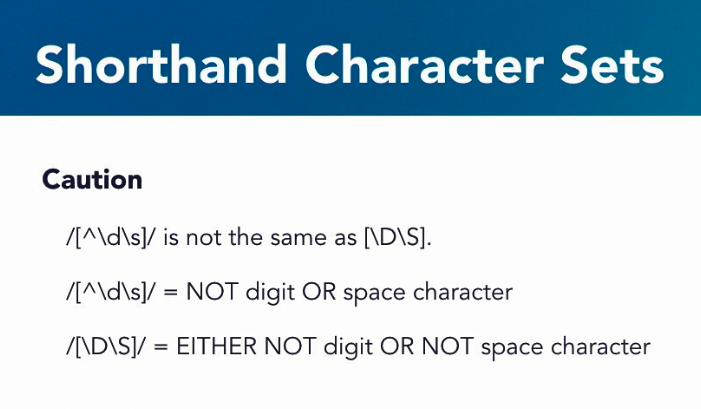 Shorthand Character Sets
Caution
/[^\d\s]/ is not the same as [\D\S].
/[^\d\s]/ = NOT digit OR space character
/[\D\S]/ = EITHER NOT digit OR NOT space character